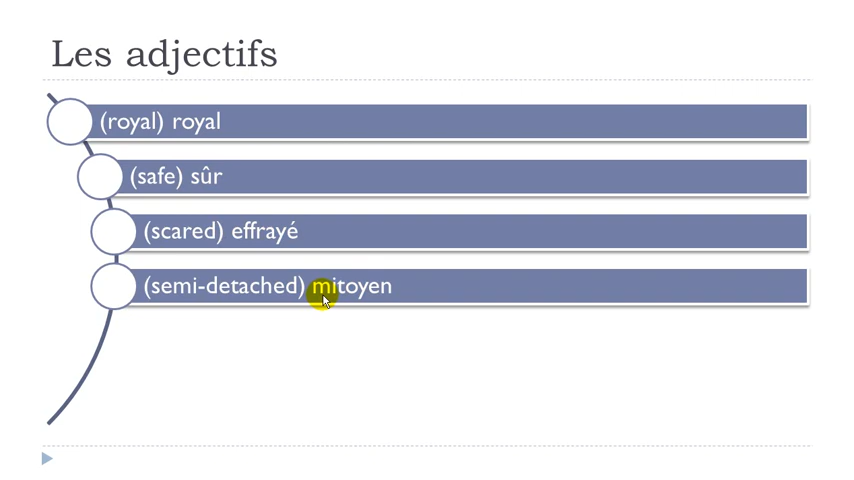 Les adjectifs
(royal) royal
(safe) sûr
(scared) effrayé
(semi-detached) mitoyen